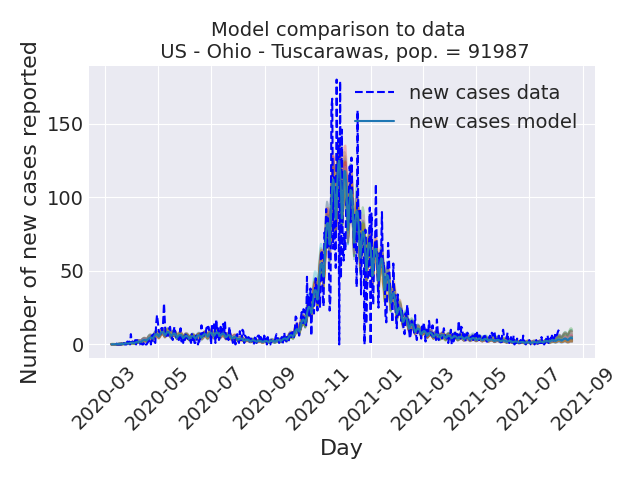 Model comparison to data
US - Ohio - Tuscarawas, pop. = 91987
Number of new cases reported
150
100
50
0
new cases data
new cases model
2020-03
2020-05
2020-07
2020-09
2020-11
2021-01
2021-03
2021-05
2021-07
2021-09
Day